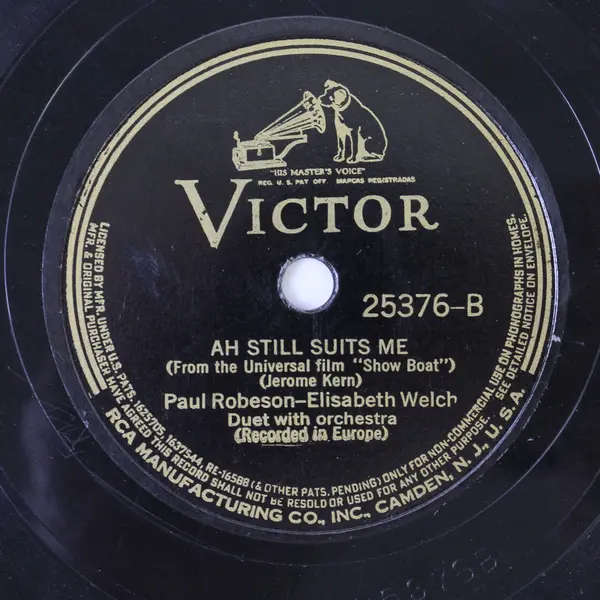 "HIS MASTER'S VOICE"
REG. U. S. PAT OFF. MARCAS REGISTRADAS
VICTOR
25376-B
AH STILL SUITS ME
(From the Universal film "Show Boat")
(Jerome Kern)
Paul Robeson-Elisabeth Welch
Duet with orchestra
(Recorded in Europe)
LICENSED BY MFR. UNDER U.S. PATS. 1625705, 1637544, RE-16588 (& OTHER PATS. PENDING) ONLY FOR NON-COMMERCIAL USE ON PHONOGRAPHS IN HOMES.
MFR. & ORIGINAL PURCHASER HAVE AGREED THIS RECORD SHALL NOT BE RESOLD OR USED FOR ANY OTHER PURPOSE. SEE DETAILED NOTICE ON ENVELOPE.
RCA MANUFACTURING CO., INC., CAMDEN, N. J., U. S. A.